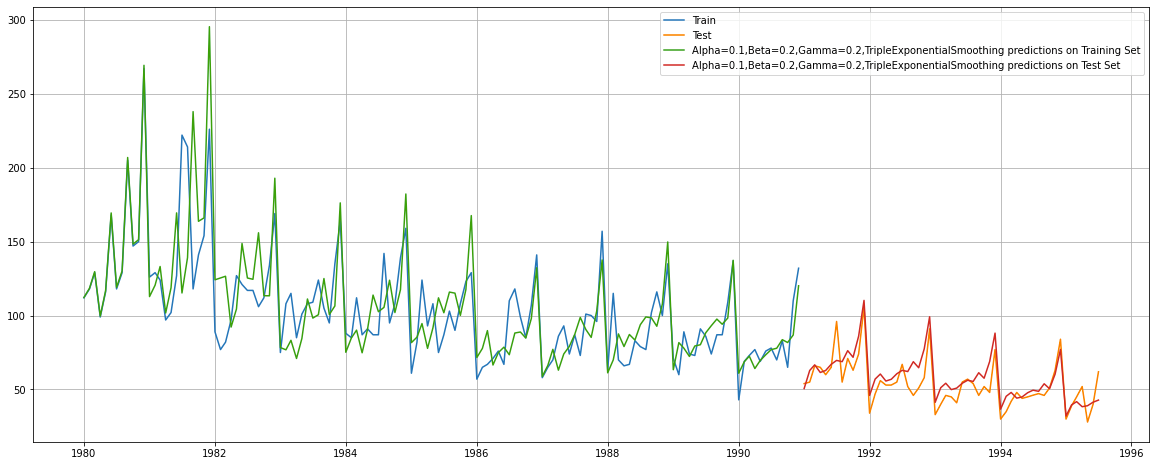 Train
Test
Alpha=0.1,Beta=0.2,Gamma=0.2,TripleExponentialSmoothing predictions on Training Set
Alpha=0.1,Beta=0.2,Gamma=0.2,TripleExponentialSmoothing predictions on Test Set
300
250
200
150
100
50
1980 1982 1984 1986 1988 1990 1992 1994 1996